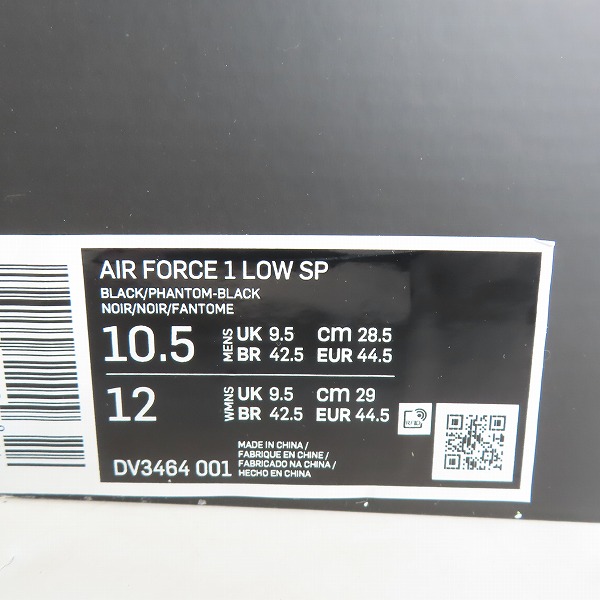 AIR FORCE 1 LOW SP
BLACK/PHANTOM-BLACK
NOIR/NOIR/FANTOME
10.5 MENS UK 9.5 cm 28.5
BR 42.5 EUR 44.5
12 WMNS UK 9.5 cm 29
BR 42.5 EUR 44.5
RFID
DV3464 001
MADE IN CHINA /
FABRIQUE EN CHINE /
FABRICADO NA CHINA /
HECHO EN CHINA